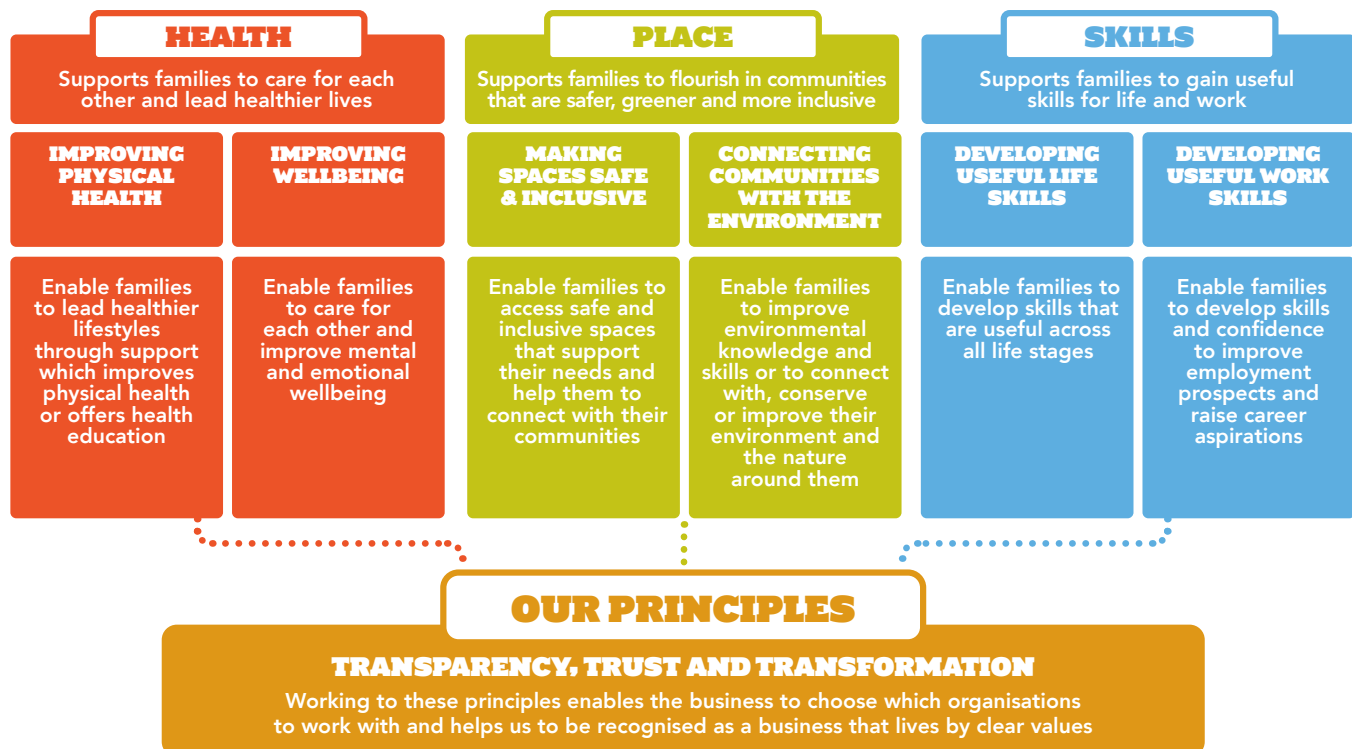 HEALTH
Supports families to care for each
other and lead healthier lives
IMPROVING
PHYSICAL
HEALTH
Enable families
to lead healthier
lifestyles
through support
which improves
physical health
or offers health
education
IMPROVING
WELLBEING
Enable families
to care for
each other and
improve mental
and emotional
wellbeing
PLACE
Supports families to flourish in communities
that are safer, greener and more inclusive
MAKING
SPACES SAFE
& INCLUSIVE
Enable families to
access safe and
inclusive spaces
that support
their needs and
help them to
connect with their
communities
CONNECTING
COMMUNITIES
WITH THE
ENVIRONMENT
Enable families
to improve
environmental
knowledge and
skills or to connect
with, conserve
or improve their
environment and
the nature
around them
SKILLS
Supports families to gain useful
skills for life and work
DEVELOPING
USEFUL LIFE
SKILLS
Enable families to
develop skills that
are useful across
all life stages
DEVELOPING
USEFUL WORK
SKILLS
Enable families
to develop skills
and confidence
to improve
employment
prospects and
raise career
aspirations
OUR PRINCIPLES
TRANSPARENCY, TRUST AND TRANSFORMATION
Working to these principles enables the business to choose which organisations
to work with and helps us to be recognised as a business that lives by clear values